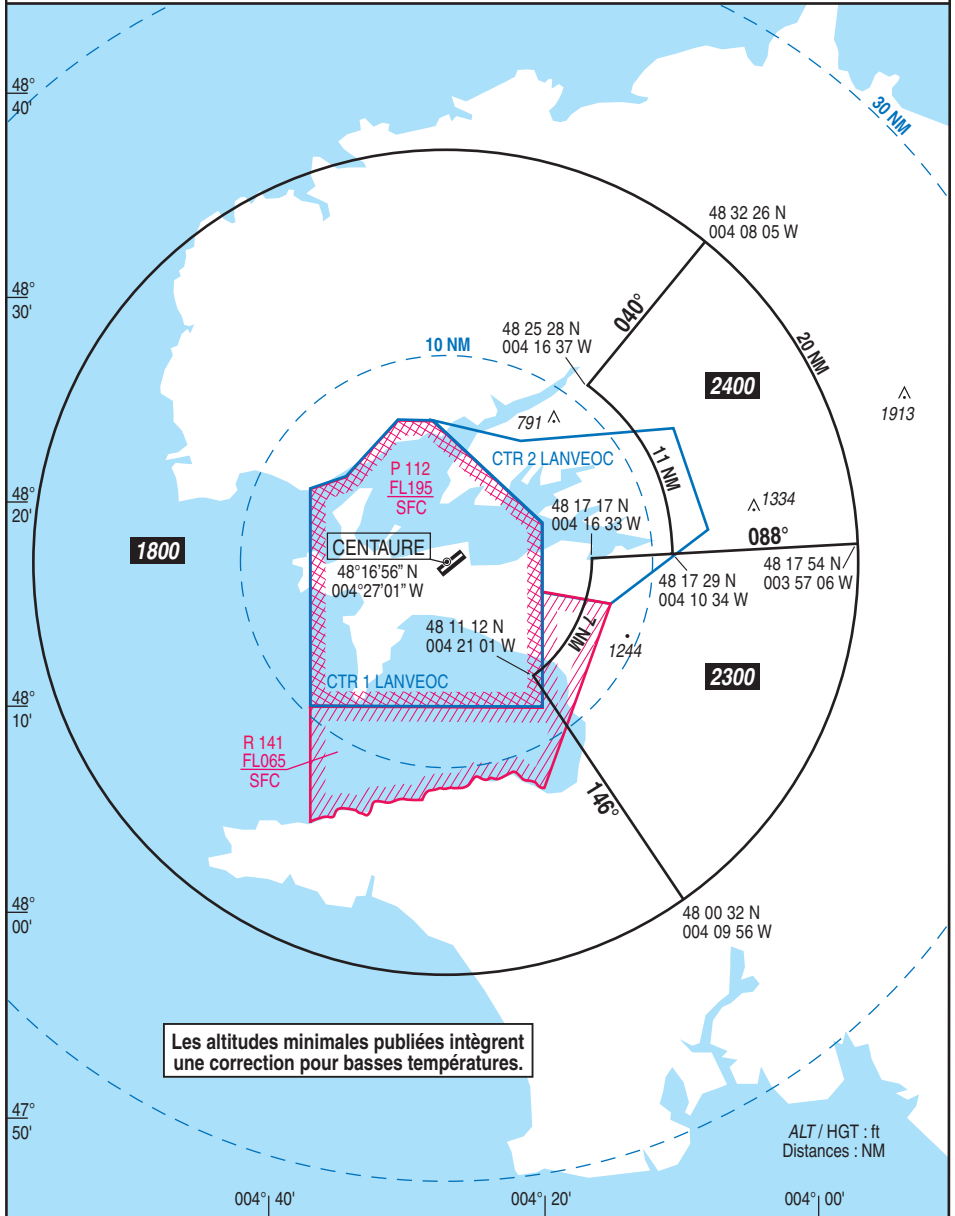 48°
40'
30 NM
48 32 26 N
004 08 05 W
48°
30'
040°
48 25 28 N
004 16 37 W
10 NM
20 NM
2400
1913
791
11 NM
CTR 2 LANVEOC
P 112
FL195
SFC
48°
20'
1334
48 17 17 N
004 16 33 W
088°
1800
CENTAURE
48°16'56" N
004°27'01" W
48 17 29 N
004 10 34 W
48 17 54 N
003 57 06 W
48 11 12 N
004 21 01 W
7 NM
1244
2300
CTR 1 LANVEOC
48°
10'
R 141
FL065
SFC
146°
48°
00'
48 00 32 N
004 09 56 W
Les altitudes minimales publiées intègrent
une correction pour basses températures.
47°
50'
ALT / HGT : ft
Distances : NM
004° 40'
004° 20'
004° 00'